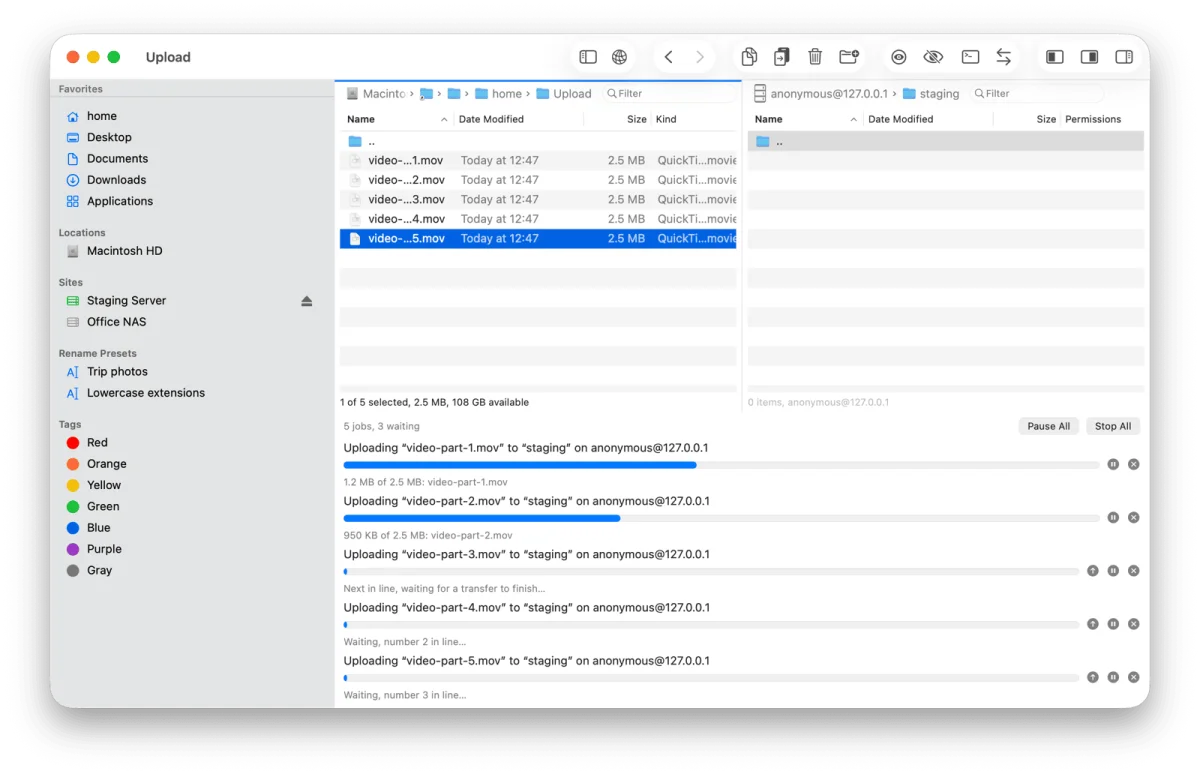 Upload
Favorites
home
Desktop
Documents
Downloads
Applications
Locations
Macintosh HD
Sites
Staging Server
Office NAS
Rename Presets
Trip photos
Lowercase extensions
Tags
Red
Orange
Yellow
Green
Blue
Purple
Gray
Macinto › › › home › Upload Filter
Name Date Modified Size Kind
..
video-...1.mov Today at 12:47 2.5 MB QuickTi...movie
video-...2.mov Today at 12:47 2.5 MB QuickTi...movie
video-...3.mov Today at 12:47 2.5 MB QuickTi...movie
video-...4.mov Today at 12:47 2.5 MB QuickTi...movie
video-...5.mov Today at 12:47 2.5 MB QuickTi...movie
1 of 5 selected, 2.5 MB, 108 GB available
anonymous@127.0.0.1 › staging Filter
Name Date Modified Size Permissions
..
0 items, anonymous@127.0.0.1
5 jobs, 3 waiting Pause All Stop All
Uploading “video-part-1.mov” to “staging” on anonymous@127.0.0.1
1.2 MB of 2.5 MB: video-part-1.mov
Uploading “video-part-2.mov” to “staging” on anonymous@127.0.0.1
950 KB of 2.5 MB: video-part-2.mov
Uploading “video-part-3.mov” to “staging” on anonymous@127.0.0.1
Next in line, waiting for a transfer to finish...
Uploading “video-part-4.mov” to “staging” on anonymous@127.0.0.1
Waiting, number 2 in line...
Uploading “video-part-5.mov” to “staging” on anonymous@127.0.0.1
Waiting, number 3 in line...